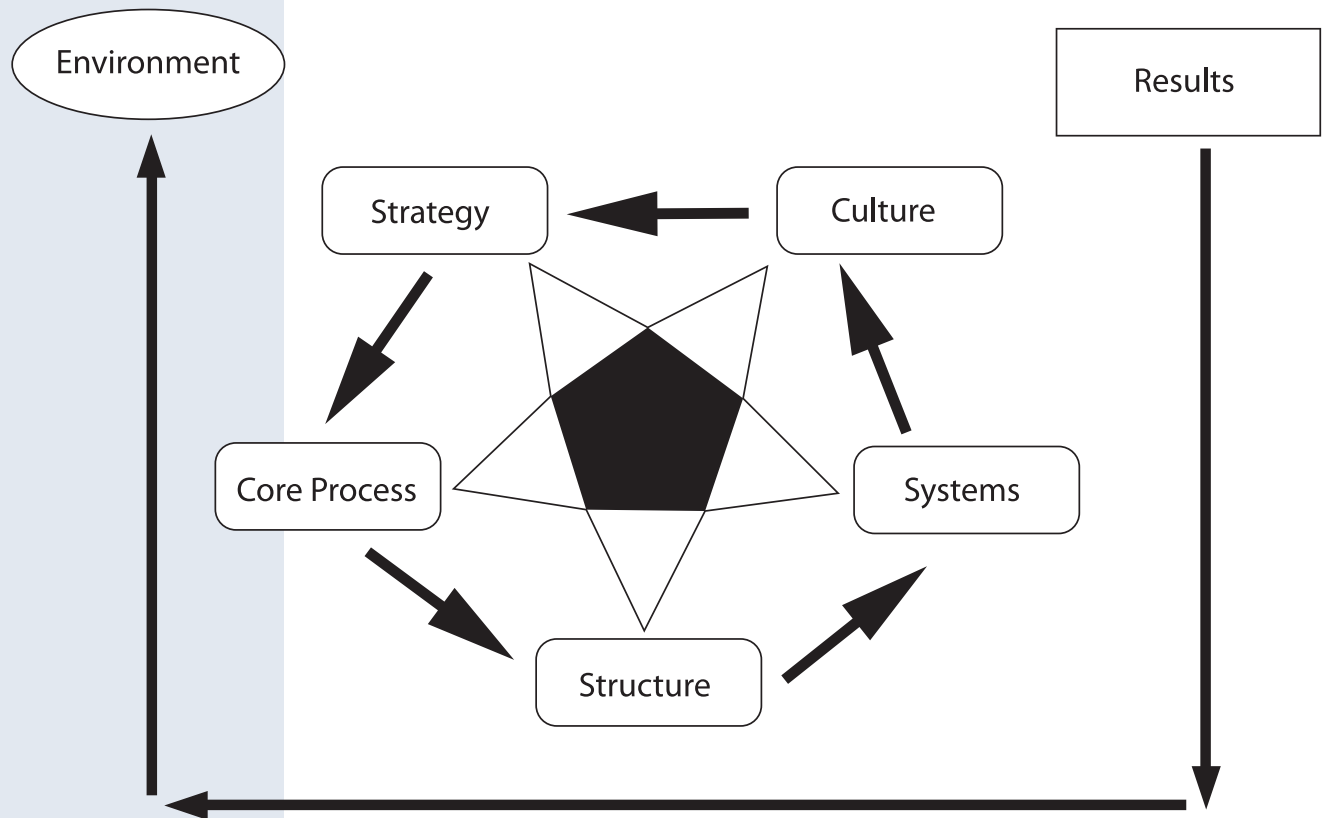 Environment
Results
Strategy
Culture
Core Process
Systems
Structure